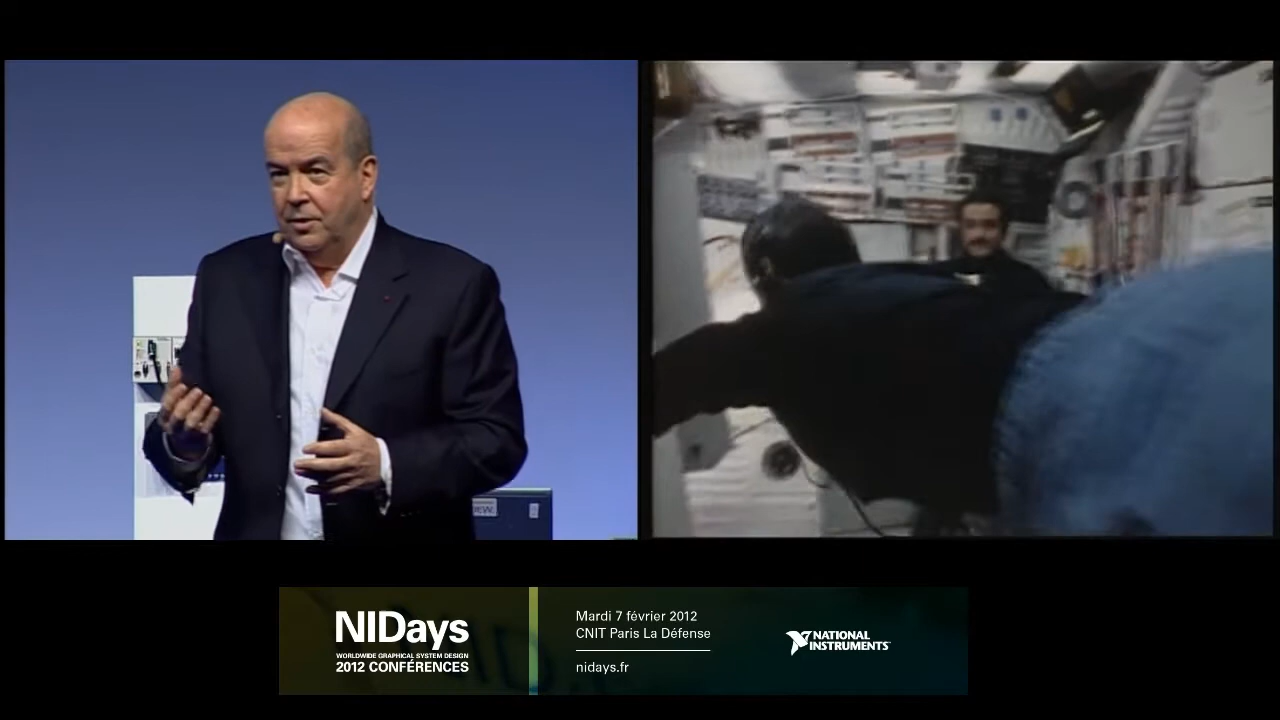 NIDays
WORLDWIDE GRAPHICAL SYSTEM DESIGN
2012 CONFÉRENCES
Mardi 7 février 2012
CNIT Paris La Défense
nidays.fr
NATIONAL
INSTRUMENTS